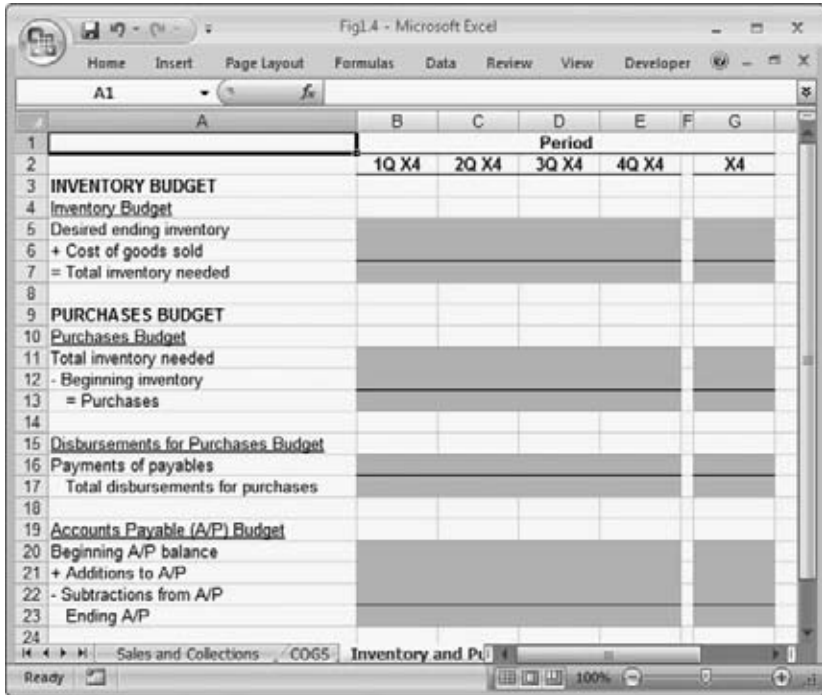 Fig1.4 - Microsoft Excel
Home Insert Page Layout Formulas Data Review View Developer
A1 fx
A B C D E F G
1 Period
2 1Q X4 2Q X4 3Q X4 4Q X4 X4
3 INVENTORY BUDGET
4 Inventory Budget
5 Desired ending inventory
6 + Cost of goods sold
7 = Total inventory needed
8
9 PURCHASES BUDGET
10 Purchases Budget
11 Total inventory needed
12 - Beginning inventory
13 = Purchases
14
15 Disbursements for Purchases Budget
16 Payments of payables
17 Total disbursements for purchases
18
19 Accounts Payable (A/P) Budget
20 Beginning A/P balance
21 + Additions to A/P
22 - Subtractions from A/P
23 Ending A/P
24
Sales and Collections COGS Inventory and Pu
Ready 100%